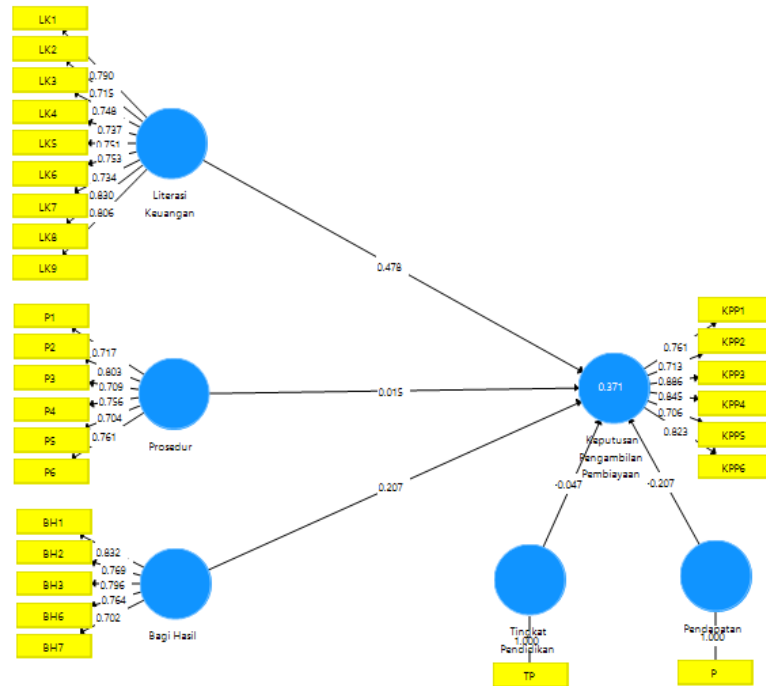 LK1
LK2
LK3
LK4
LK5
LK6
LK7
LK8
LK9
0.790
0.715
0.748
0.737
0.751
0.753
0.734
0.830
0.806
Literasi
Keuangan
0.478
P1
P2
P3
P4
P5
P6
0.717
0.803
0.709
0.756
0.704
0.761
Prosedur
0.015
BH1
BH2
BH3
BH6
BH7
0.832
0.769
0.796
0.764
0.702
Bagi Hasil
0.207
0.371
Keputusan
Pengambilan
Pembiayaan
0.761
0.713
0.886
0.845
0.706
0.823
KPP1
KPP2
KPP3
KPP4
KPP5
KPP6
-0.047
-0.207
Tingkat
Pendidikan
1.000
TP
Pendapatan
1.000
P